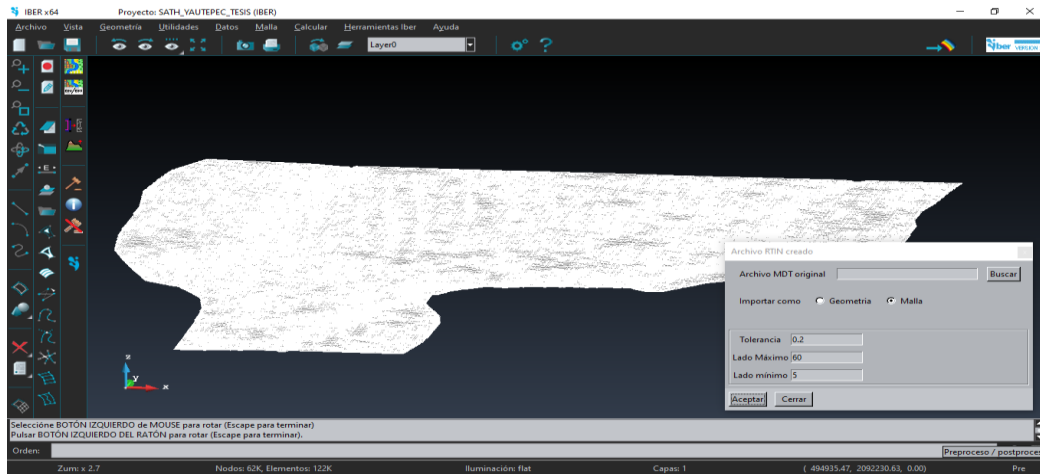 IBER x64 Proyecto: SATH_YAUTEPEC_TESIS (IBER)
Archivo Vista Geometría Utilidades Datos Malla Calcular Herramientas Iber Ayuda
Layer0
Iber VERSION
Archivo RTIN creado
Archivo MDT original Buscar
Importar como Geometria Malla
Tolerancia 0.2
Lado Máximo 60
Lado mínimo 5
Aceptar Cerrar
z
y
x
Seleccióne BOTÓN IZQUIERDO de MOUSE para rotar (Escape para terminar)
Pulsar BOTÓN IZQUIERDO DEL RATÓN para rotar (Escape para terminar).
Orden:
Preproceso / postproces
Zum: x 2.7 Nodos: 62K, Elementos: 122K Iluminación: flat Capas: 1 ( 494935.47, 2092230.63, 0.00) Pre